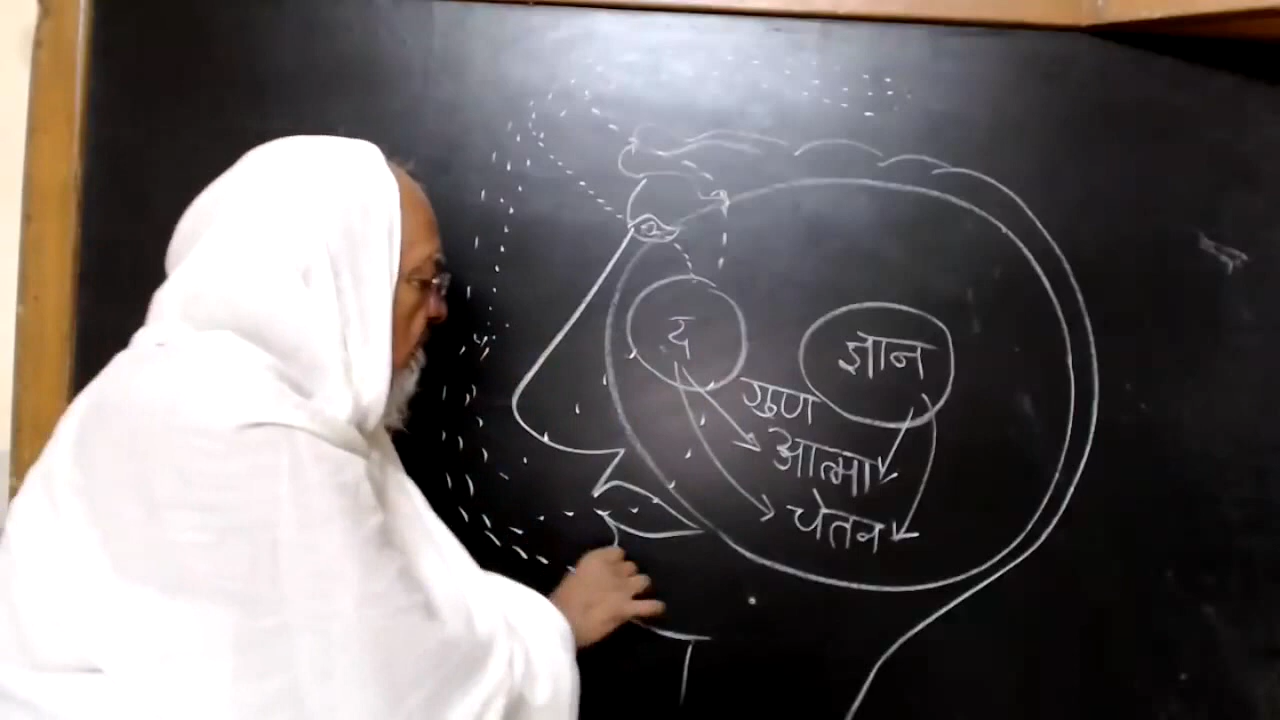 द
ज्ञान
गुण
आत्मा
चेतन